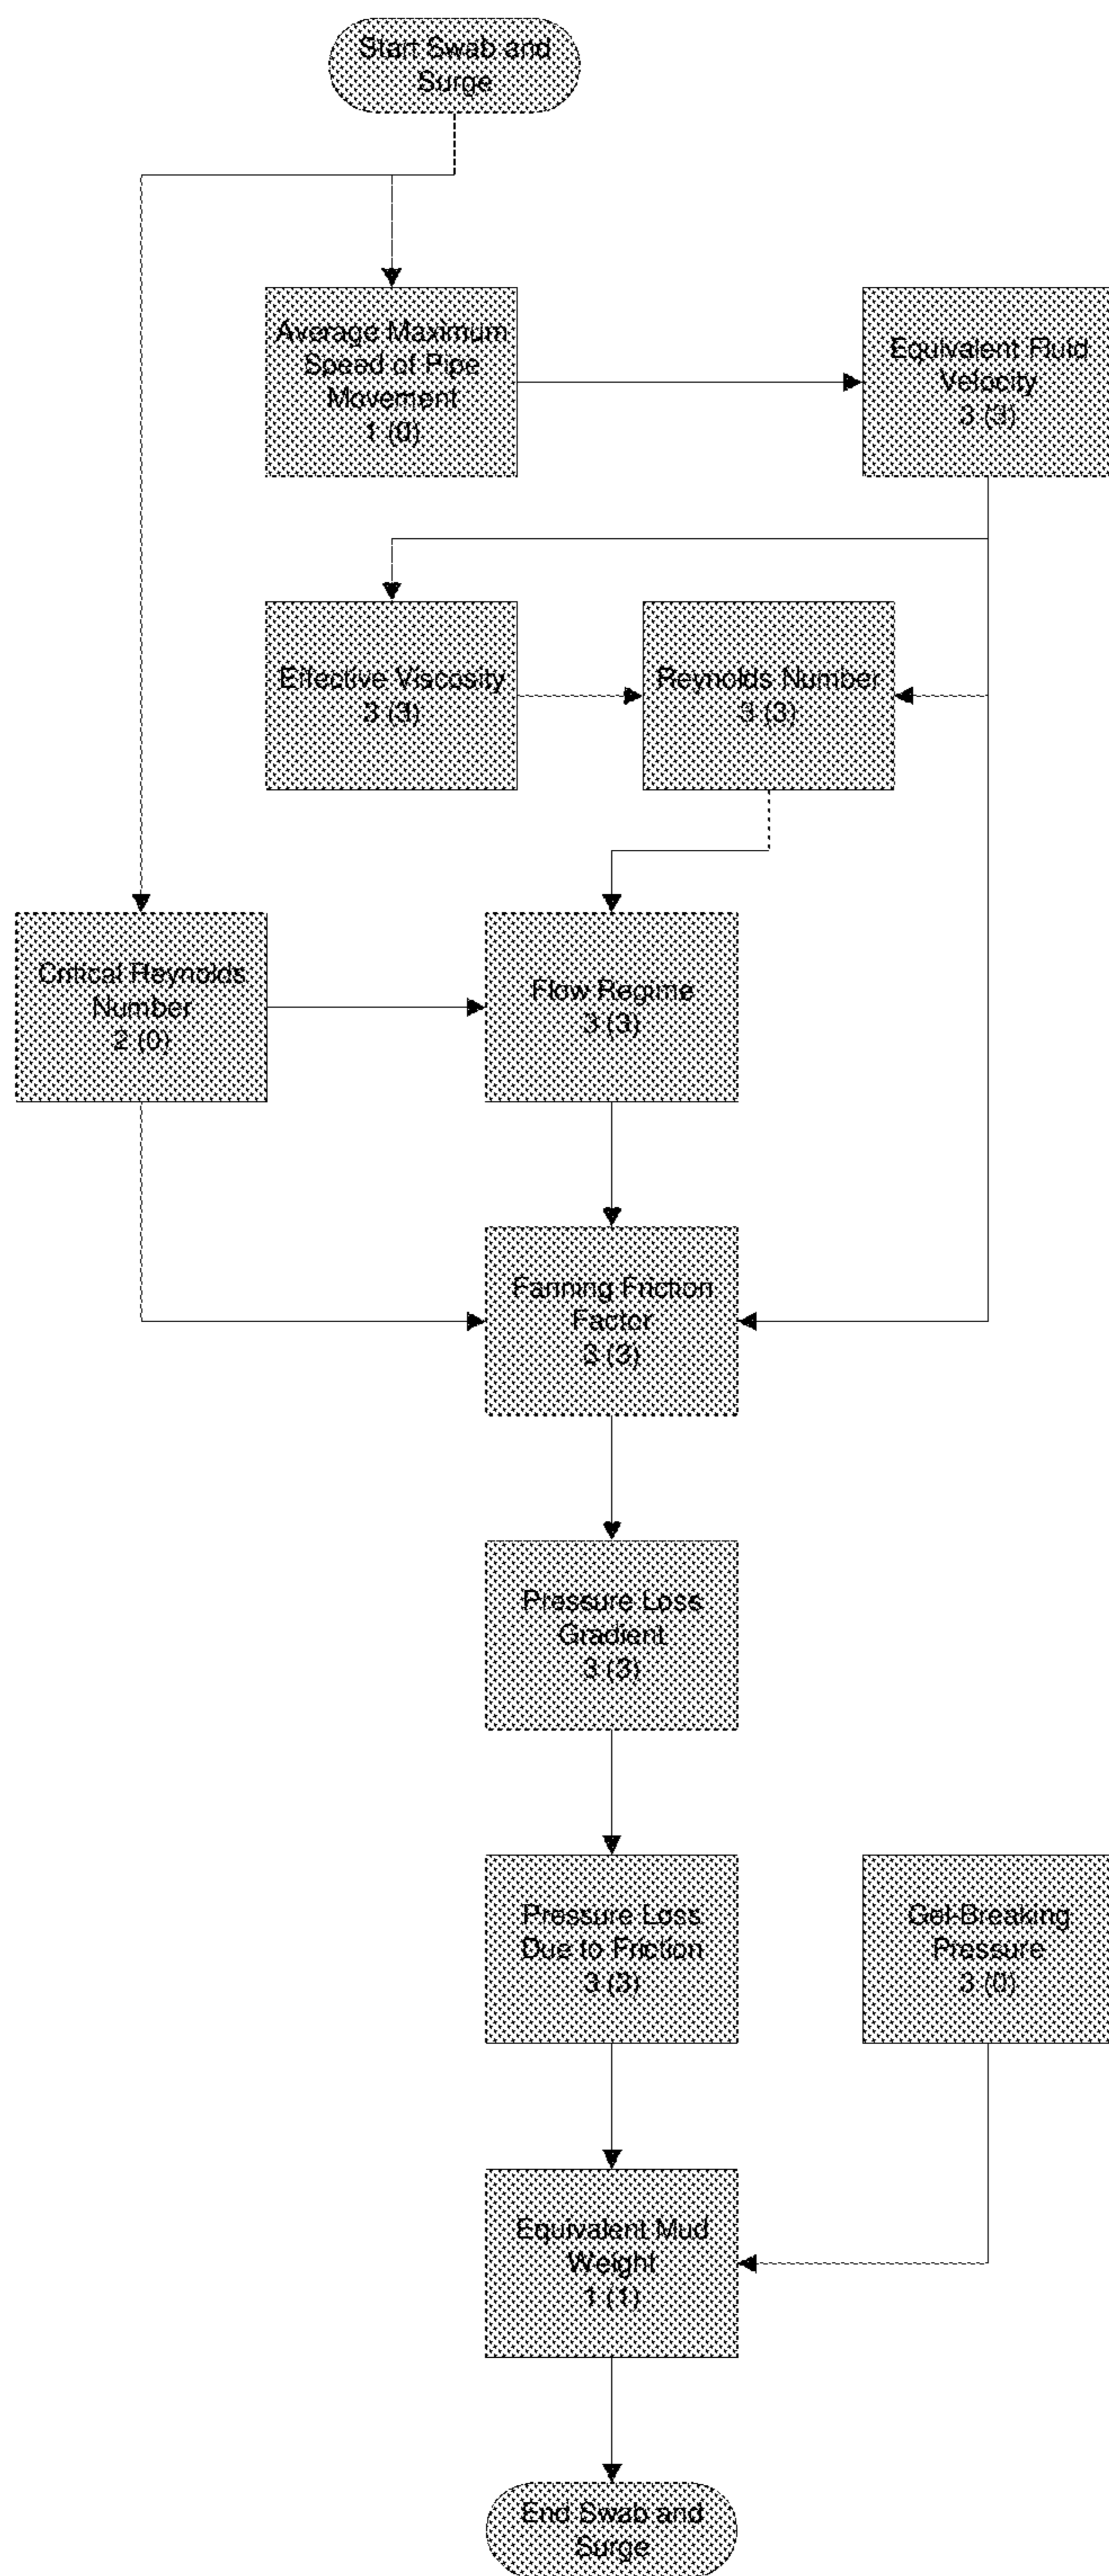 Start Swab and
Surge
Average Maximum
Speed of Pipe
Movement
1 (0)
Equivalent Fluid
Velocity
3 (3)
Effective Viscosity
3 (3)
Reynolds Number
3 (3)
Critical Reynolds
Number
2 (0)
Flow Regime
3 (3)
Fanning Friction
Factor
3 (3)
Pressure Loss
Gradient
3 (3)
Pressure Loss
Due to Friction
3 (3)
Gel-Breaking
Pressure
3 (0)
Equivalent Mud
Weight
1 (1)
End Swab and
Surge